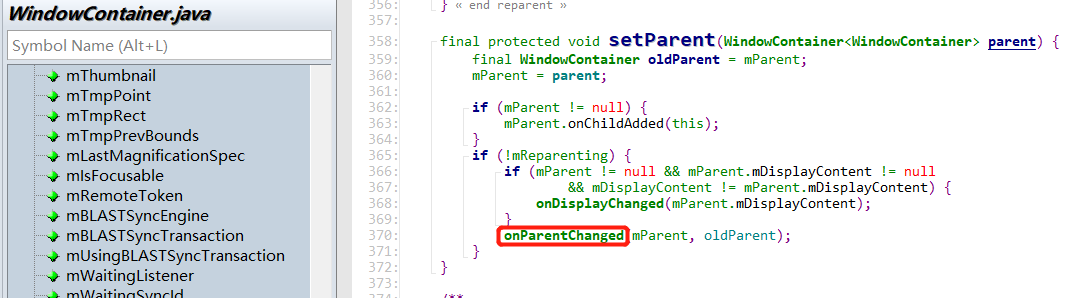 WindowContainer.java
Symbol Name (Alt+L)
mThumbnail
mTmpPoint
mTmpRect
mTmpPrevBounds
mLastMagnificationSpec
mIsFocusable
mRemoteToken
mBLASTSyncEngine
mBLASTSyncTransaction
mUsingBLASTSyncTransaction
mWaitingListener
mWaitingSyncId
356: } « end reparent »
357:
358: final protected void setParent(WindowContainer<WindowContainer> parent) {
359: final WindowContainer oldParent = mParent;
360: mParent = parent;
361:
362: if (mParent != null) {
363: mParent.onChildAdded(this);
364: }
365: if (!mReparenting) {
366: if (mParent != null && mParent.mDisplayContent != null
367: && mDisplayContent != mParent.mDisplayContent) {
368: onDisplayChanged(mParent.mDisplayContent);
369: }
370: onParentChanged(mParent, oldParent);
371: }
372: }
373:
374: /**